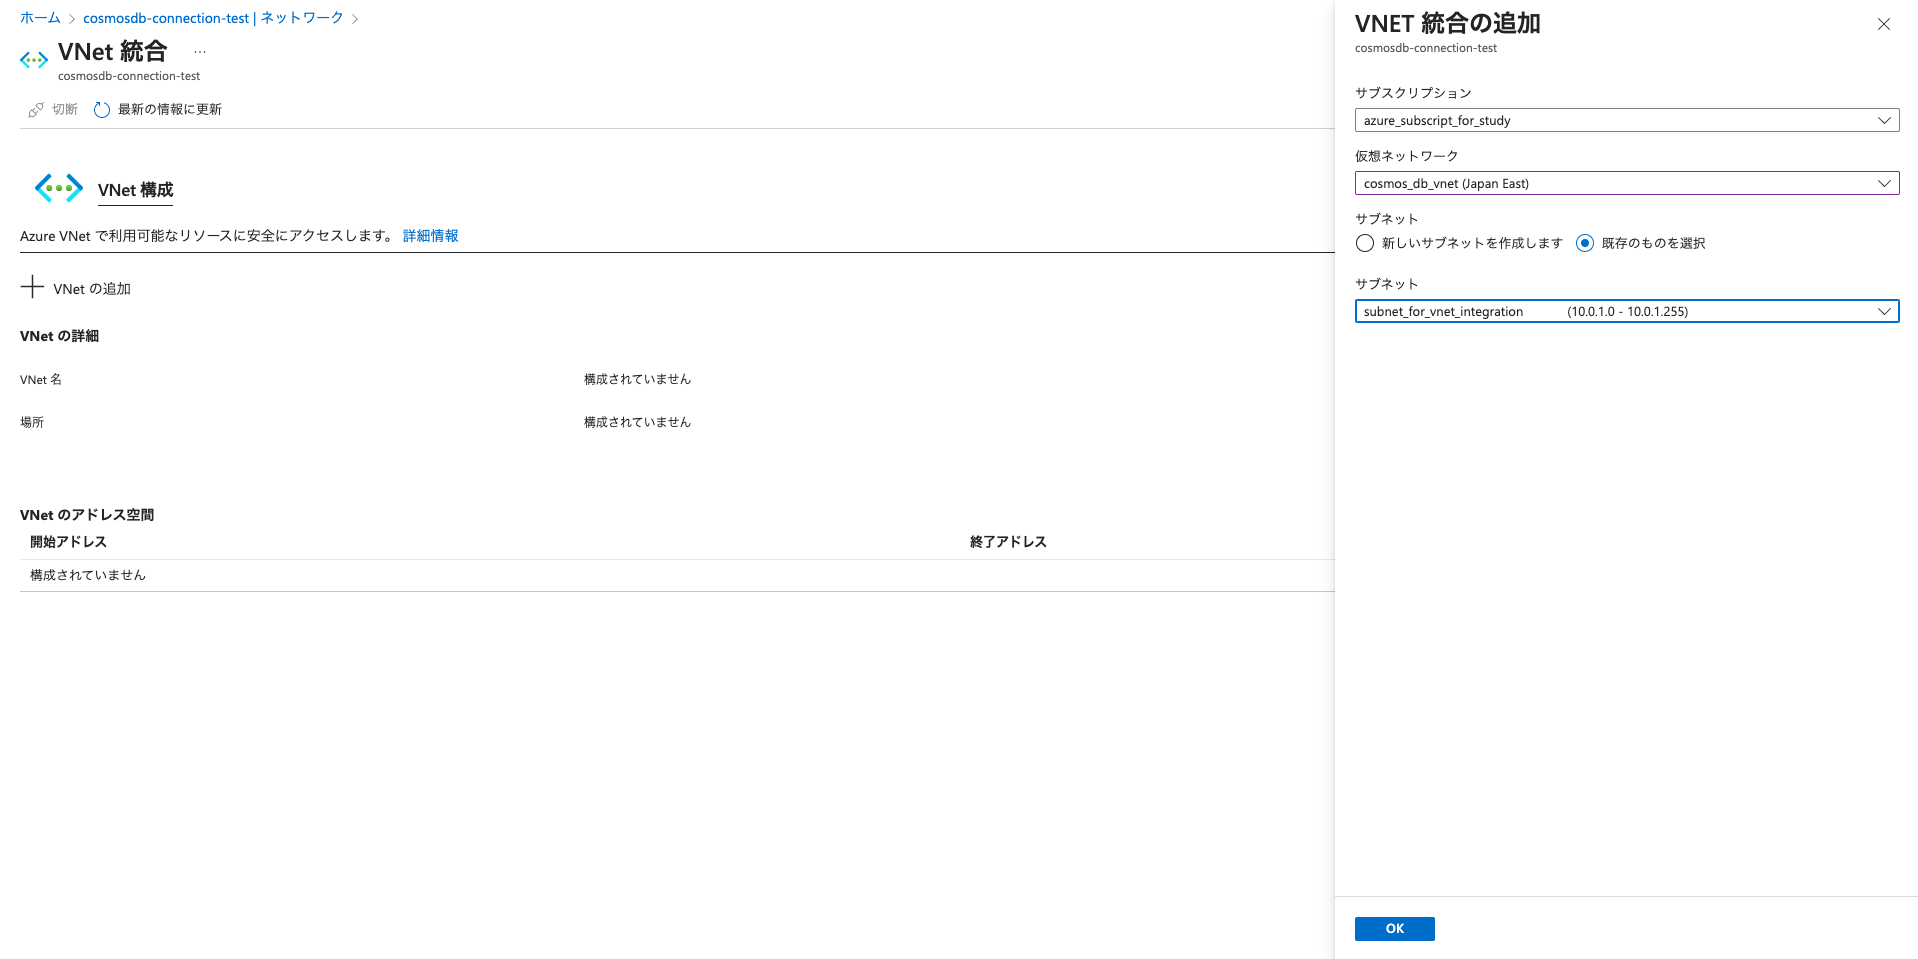 ホーム > cosmosdb-connection-test | ネットワーク >
VNet 統合 ...
cosmosdb-connection-test
切断 最新の情報に更新
VNet 構成
Azure VNet で利用可能なリソースに安全にアクセスします。 詳細情報
VNet の追加
VNet の詳細
VNet 名 構成されていません
場所 構成されていません
VNet のアドレス空間
開始アドレス 終了アドレス
構成されていません
VNET 統合の追加
cosmosdb-connection-test
サブスクリプション
azure_subscript_for_study
仮想ネットワーク
cosmos_db_vnet (Japan East)
サブネット
新しいサブネットを作成します 既存のものを選択
サブネット
subnet_for_vnet_integration (10.0.1.0 - 10.0.1.255)
OK